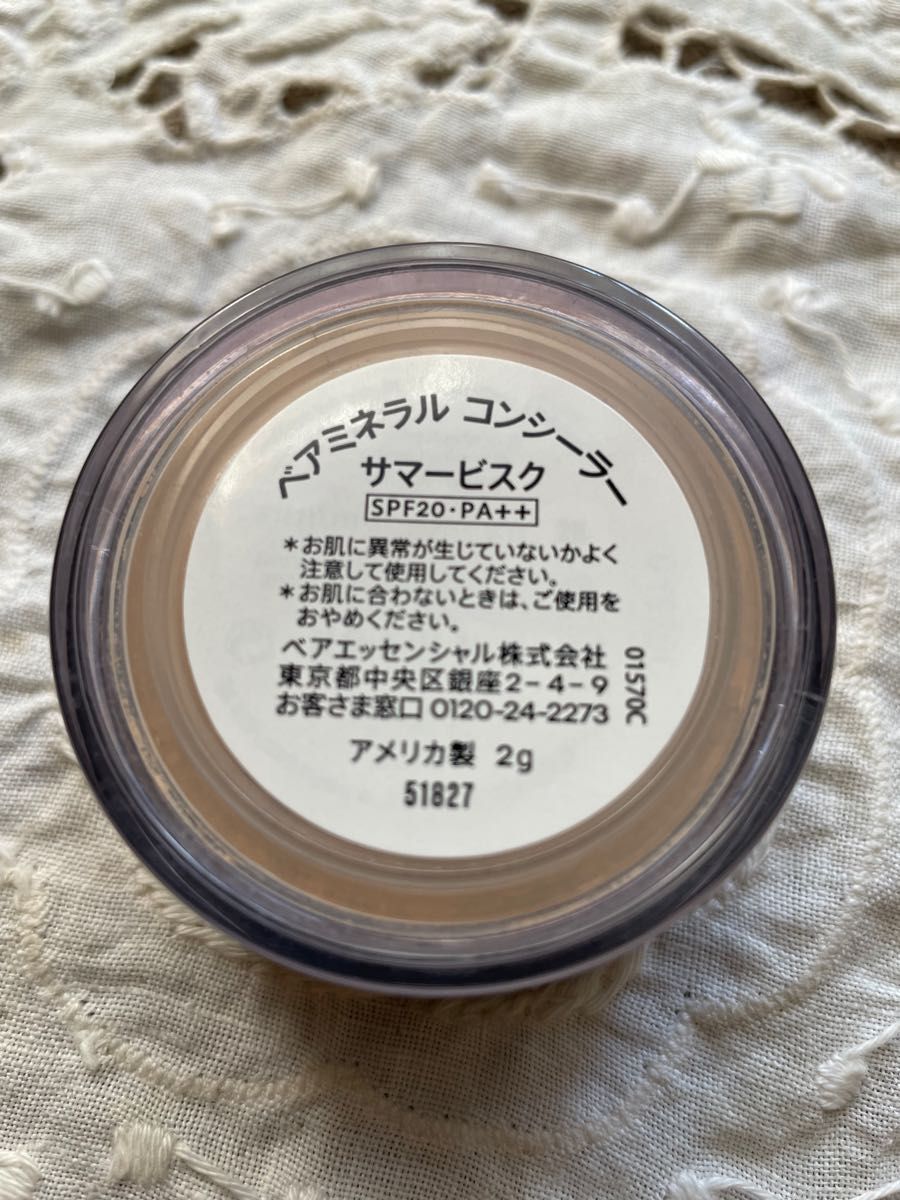 ベアミネラル コンシーラー
サマービスク
SPF20・PA++
*お肌に異常が生じていないかよく
注意して使用してください。
*お肌に合わないときは、ご使用を
おやめください。
ベアエッセンシャル株式会社
東京都中央区銀座2-4-9
お客さま窓口 0120-24-2273
アメリカ製 2g
51827
01570C